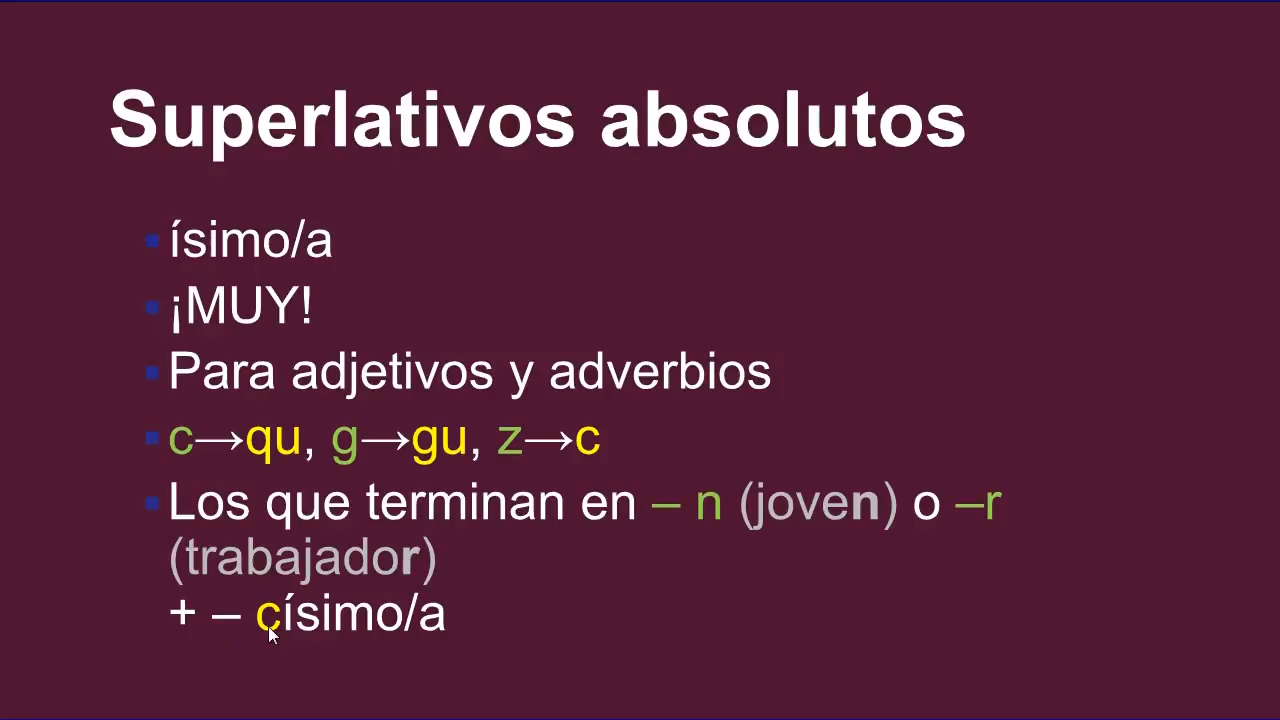 Superlativos absolutos
▪ísimo/a
▪¡MUY!
▪Para adjetivos y adverbios
▪c→qu, g→gu, z→c
▪Los que terminan en – n (joven) o –r
(trabajador)
+ – císimo/a